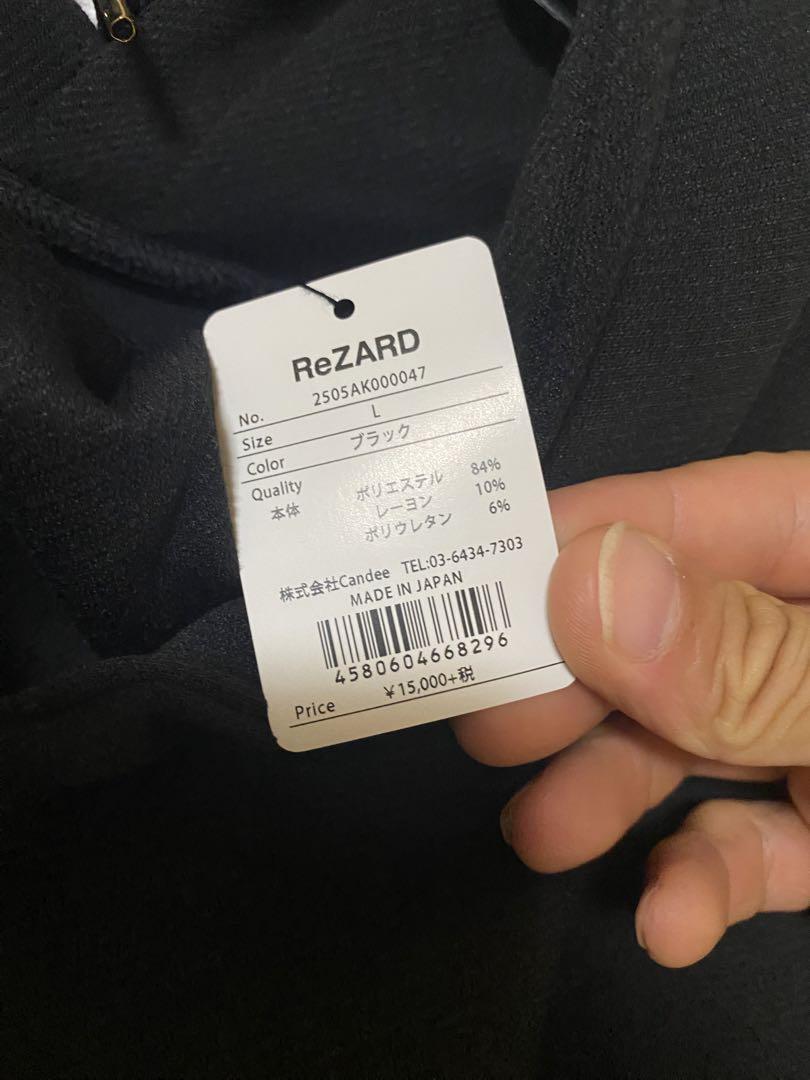 ReZARD
No. 2505AK000047
Size L
Color ブラック
Quality
本体 ポリエステル 84%
レーヨン 10%
ポリウレタン 6%
株式会社Candee TEL:03-6434-7303
MADE IN JAPAN
4580604668296
Price ¥15,000+税